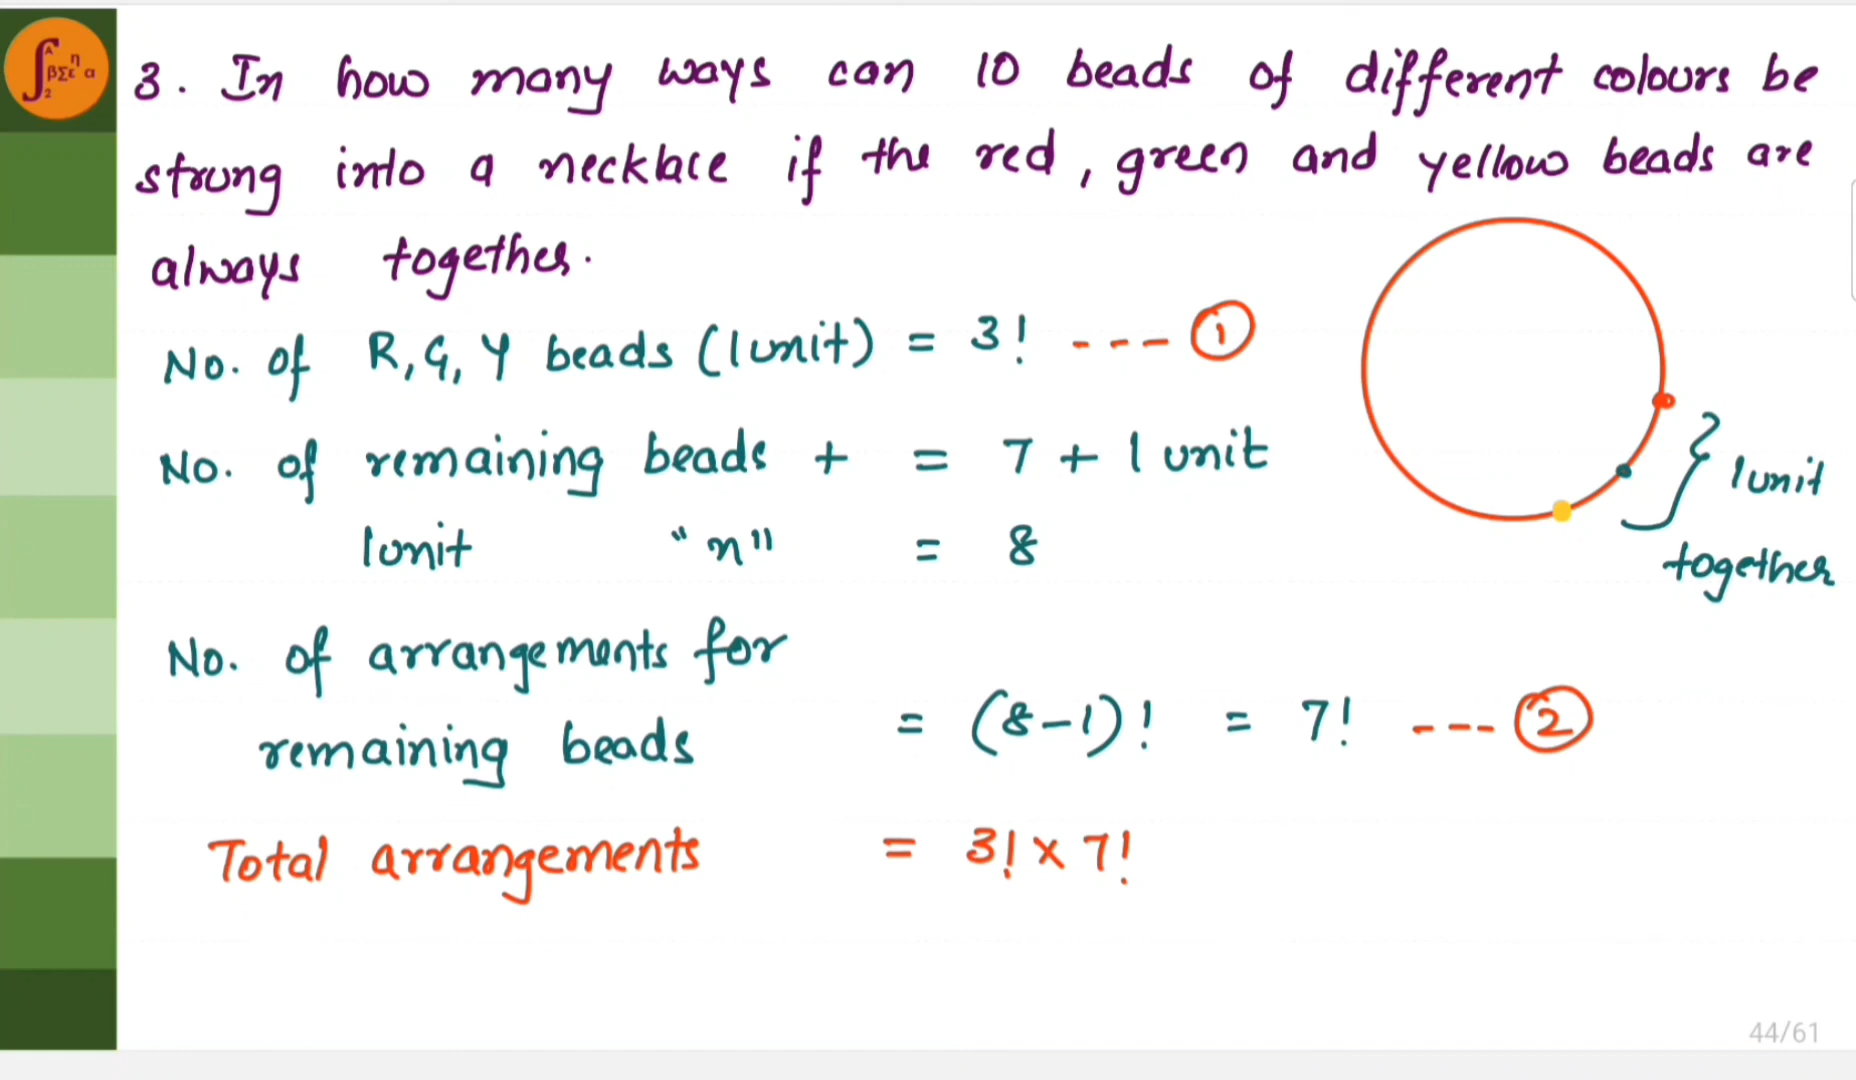 3. In how many ways can 10 beads of different colours be
strung into a necklace if the red, green and yellow beads are
always together.
No. of R, G, Y beads (1unit) = 3! --- ①
No. of remaining beads + = 7 + 1 unit
1unit "n" = 8
1unit
together
No. of arrangements for
remaining beads = (8-1)! = 7! --- ②
Total arrangements = 3! × 7!
44/61